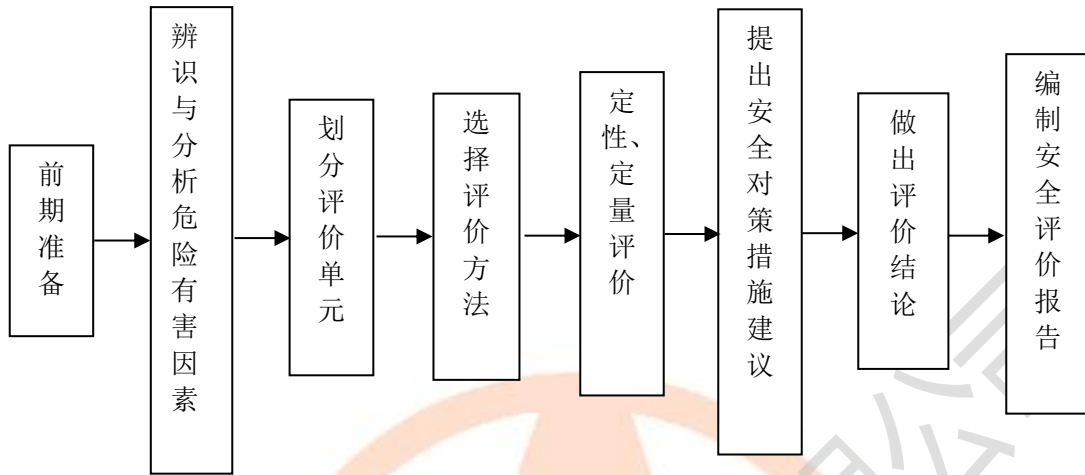 前期准备
辨识与分析危险有害因素
划分评价单元
选择评价方法
定性、定量评价
提出安全对策措施建议
做出评价结论
编制安全评价报告
公司